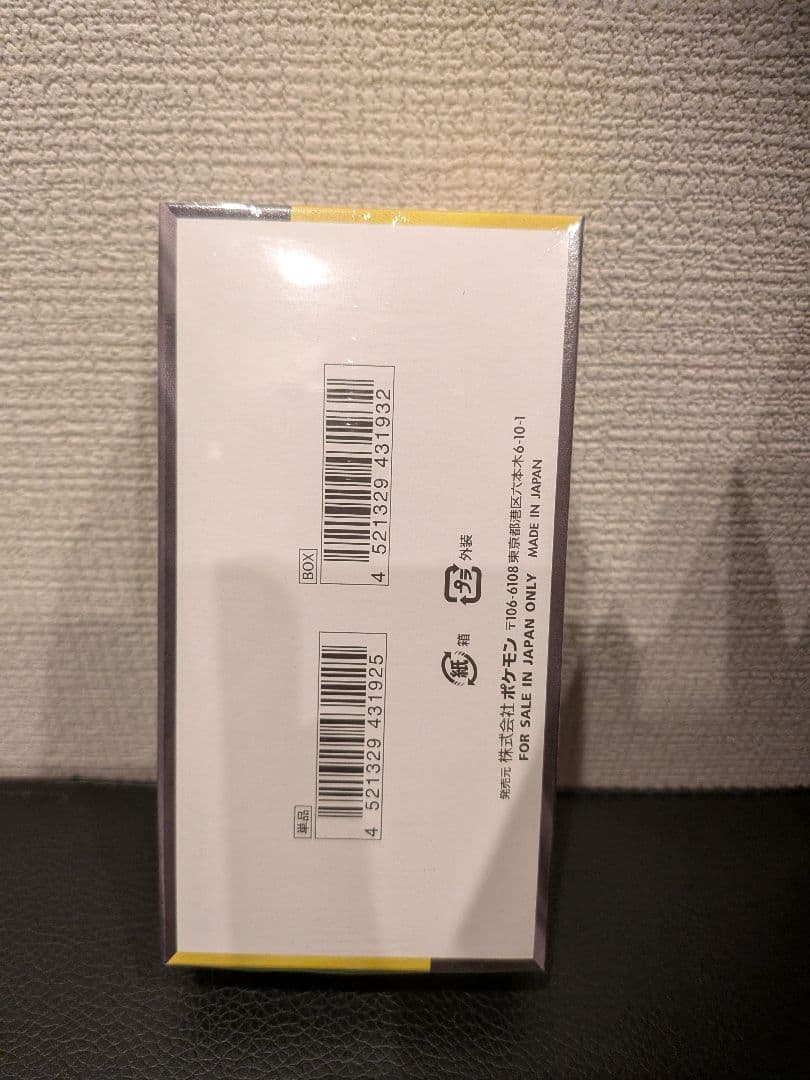 単品
4 521329 431925
BOX
4 521329 431932
紙 箱
プラ 外装
発売元 株式会社 ポケモン 〒106-6108 東京都港区六本木6-10-1
FOR SALE IN JAPAN ONLY MADE IN JAPAN